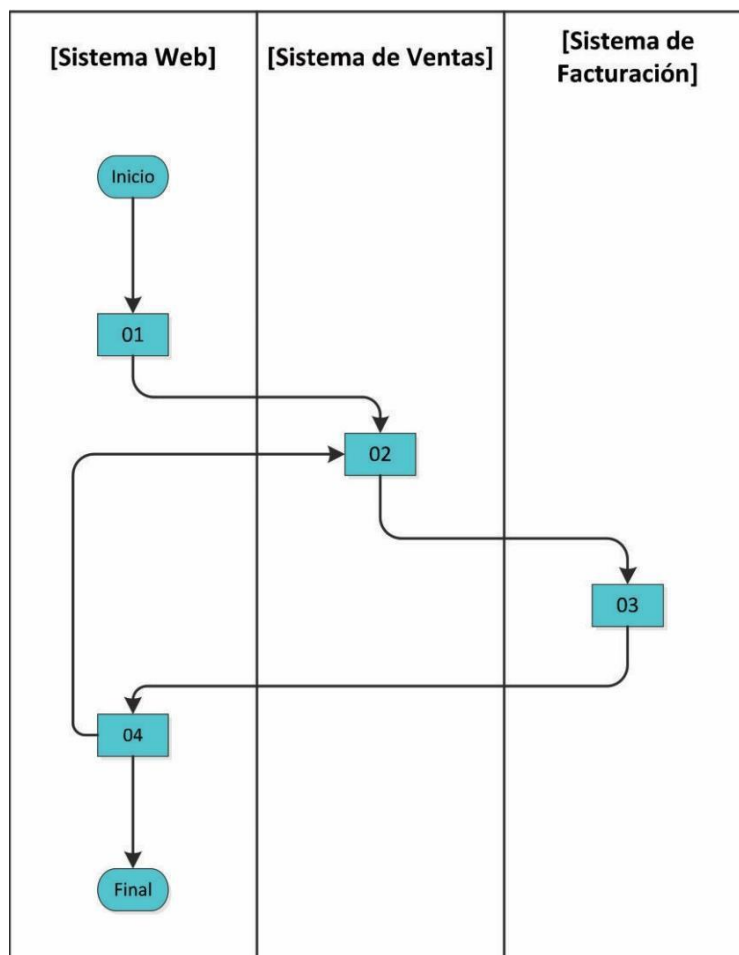 [Sistema Web]
[Sistema de Ventas]
[Sistema de
Facturación]
Inicio
01
02
03
04
Final